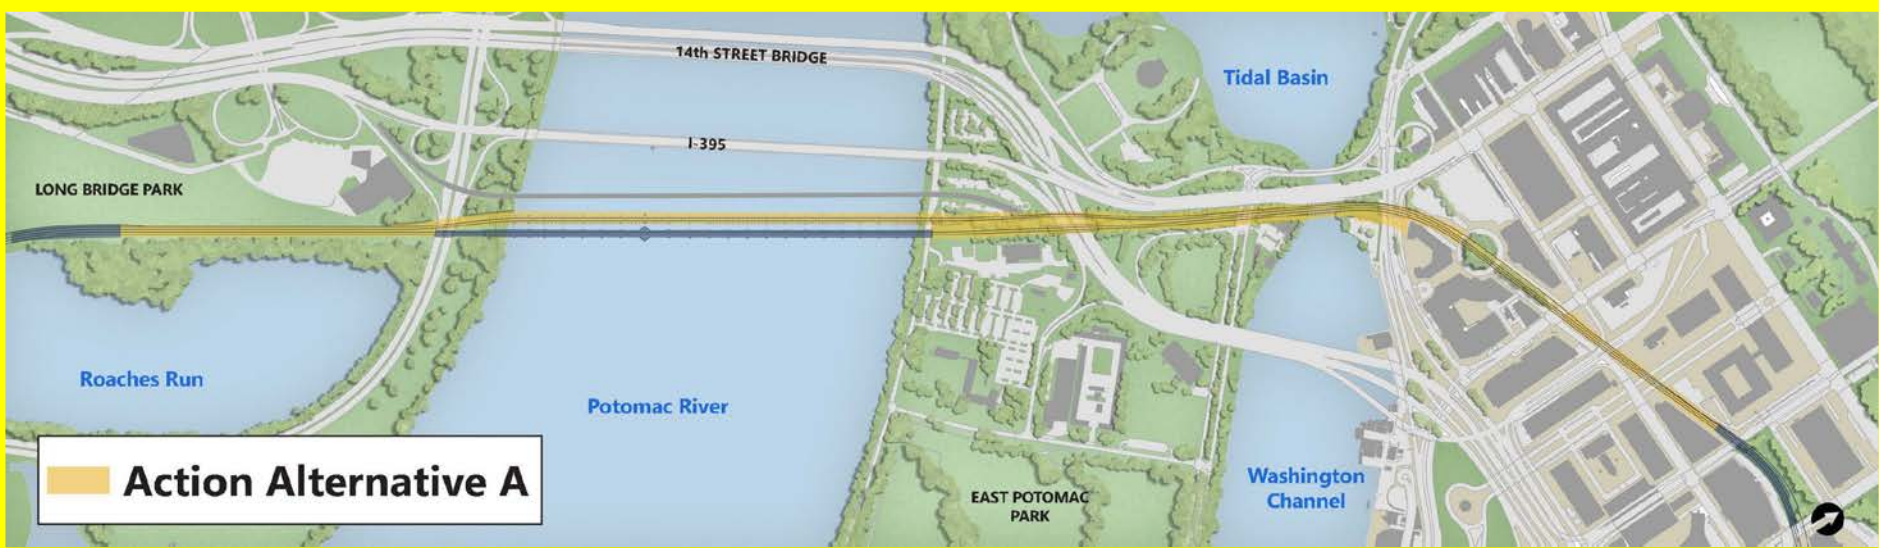 14th STREET BRIDGE
Tidal Basin
I-395
LONG BRIDGE PARK
Roaches Run
Potomac River
Action Alternative A
EAST POTOMAC
PARK
Washington
Channel